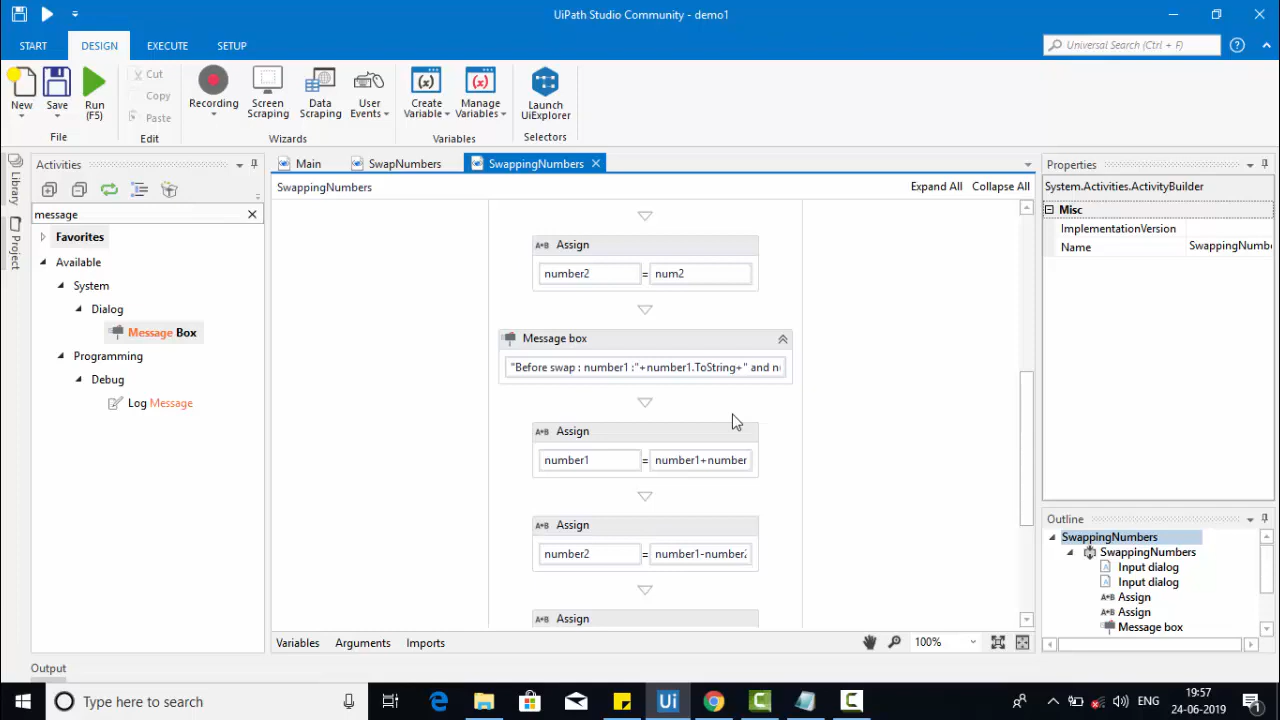 UiPath Studio Community - demo1
START DESIGN EXECUTE SETUP
Universal Search (Ctrl + F)
New
Save
Run
(F5)
File
Cut
Copy
Paste
Edit
Recording
Screen
Scraping
Data
Scraping
User
Events
Wizards
Create
Variable
Manage
Variables
Variables
Launch
UiExplorer
Selectors
Library
Project
Activities
message
Favorites
Available
System
Dialog
Message Box
Programming
Debug
Log Message
Main
SwapNumbers
SwappingNumbers
SwappingNumbers
Expand All Collapse All
A+B Assign
number2 = num2
Message box
"Before swap : number1 :"+number1.ToString+" and
A+B Assign
number1 = number1+number
A+B Assign
number2 = number1-number2
A+B Assign
Variables Arguments Imports
100%
Properties
System.Activities.ActivityBuilder
Misc
ImplementationVersion
Name SwappingNumbe
Outline
SwappingNumbers
SwappingNumbers
Input dialog
Input dialog
A+B Assign
A+B Assign
Message box
Output
Type here to search
Ui
ENG
19:57
24-06-2019
1